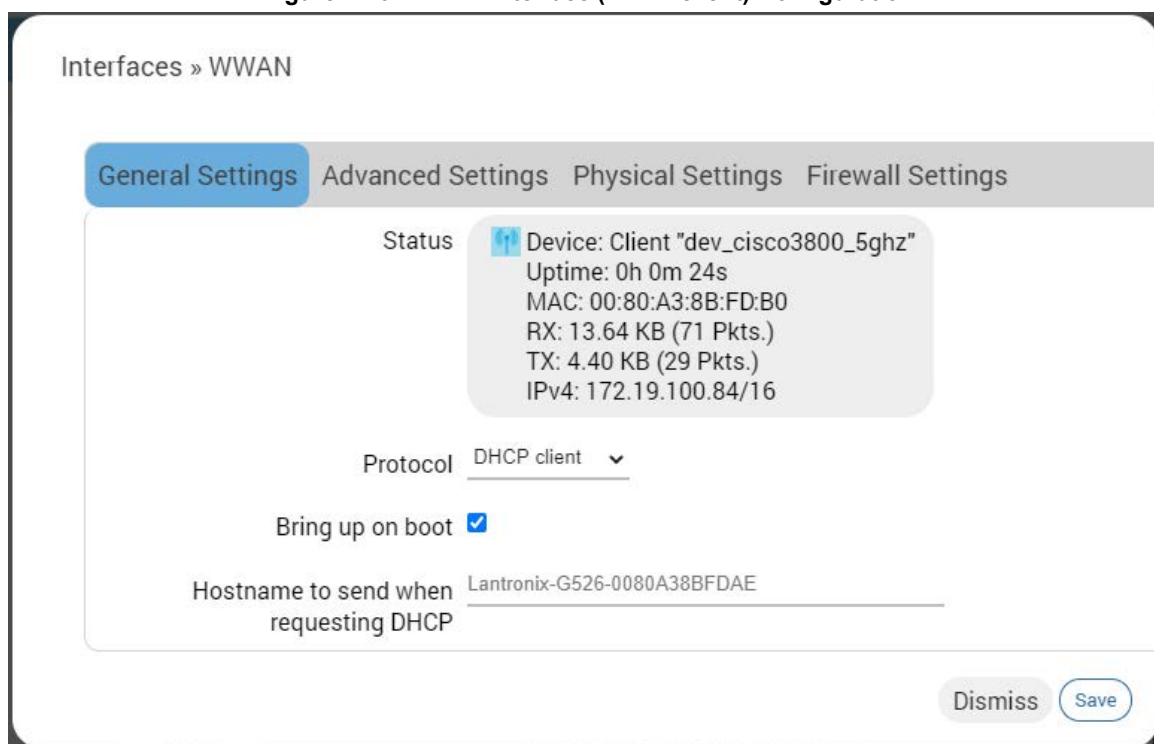 Interfaces » WWAN
General Settings Advanced Settings Physical Settings Firewall Settings
Status
Device: Client "dev_cisco3800_5ghz"
Uptime: 0h 0m 24s
MAC: 00:80:A3:8B:FD:B0
RX: 13.64 KB (71 Pkts.)
TX: 4.40 KB (29 Pkts.)
IPv4: 172.19.100.84/16
Protocol DHCP client
Bring up on boot
Hostname to send when
requesting DHCP
Lantronix-G526-0080A38BFDAE
Dismiss Save